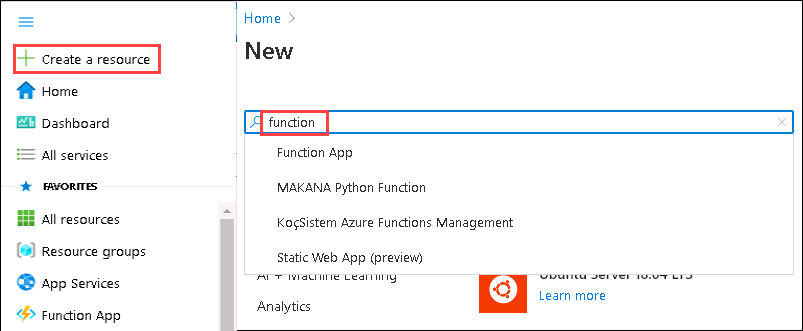 Create a resource
Home
Dashboard
All services
FAVORITES
All resources
Resource groups
App Services
Function App
Home >
New
function
Function App
MAKANA Python Function
KoçSistem Azure Functions Management
Static Web App (preview)
AI + Machine Learning
Analytics
Ubuntu Server 18.04 LTS
Learn more